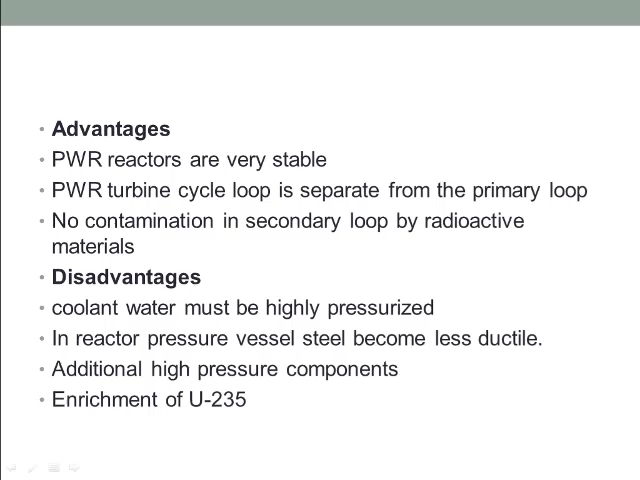 • Advantages
• PWR reactors are very stable
• PWR turbine cycle loop is separate from the primary loop
• No contamination in secondary loop by radioactive
materials
• Disadvantages
• coolant water must be highly pressurized
• In reactor pressure vessel steel become less ductile.
• Additional high pressure components
• Enrichment of U-235